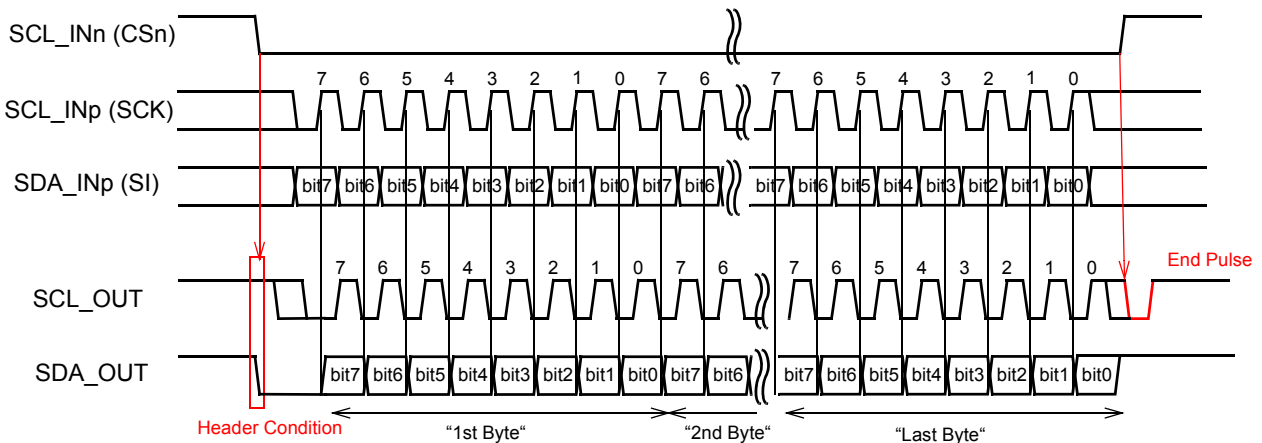 SCL_INn (CSn)
7 6 5 4 3 2 1 0 7 6 7 6 5 4 3 2 1 0
SCL_INp (SCK)
SDA_INp (SI)
bit7 bit6 bit5 bit4 bit3 bit2 bit1 bit0 bit7 bit6 bit7 bit6 bit5 bit4 bit3 bit2 bit1 bit0
End Pulse
7 6 5 4 3 2 1 0 7 6 7 6 5 4 3 2 1 0
SCL_OUT
SDA_OUT
bit7 bit6 bit5 bit4 bit3 bit2 bit1 bit0 bit7 bit6 bit7 bit6 bit5 bit4 bit3 bit2 bit1 bit0
Header Condition
“1st Byte“ “2nd Byte“ “Last Byte“